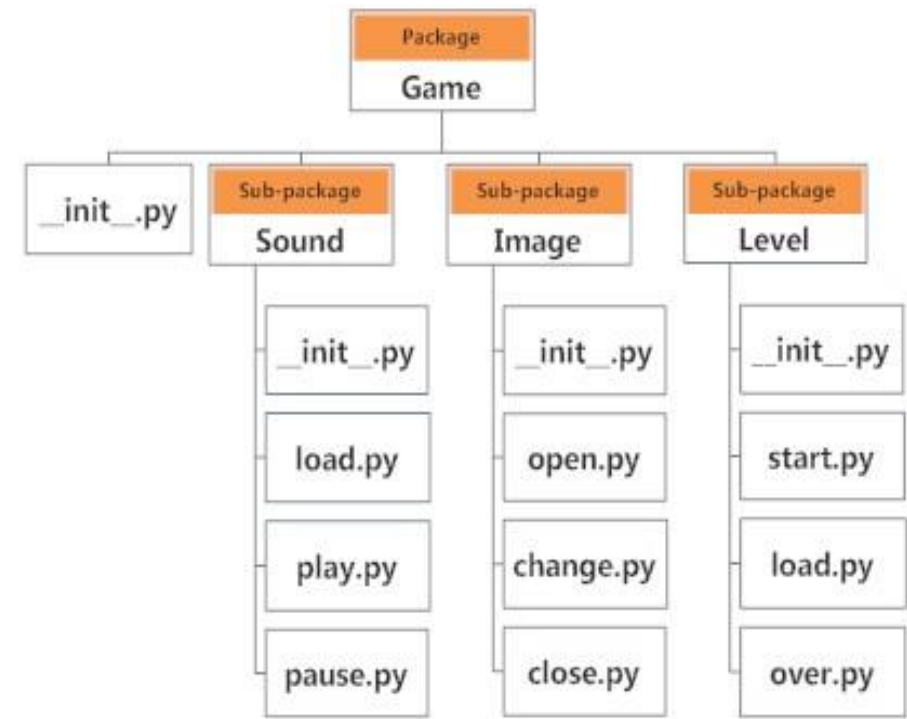 Package
Game
__init__.py
Sub-package
Sound
__init__.py
load.py
play.py
pause.py
Sub-package
Image
__init__.py
open.py
change.py
close.py
Sub-package
Level
__init__.py
start.py
load.py
over.py